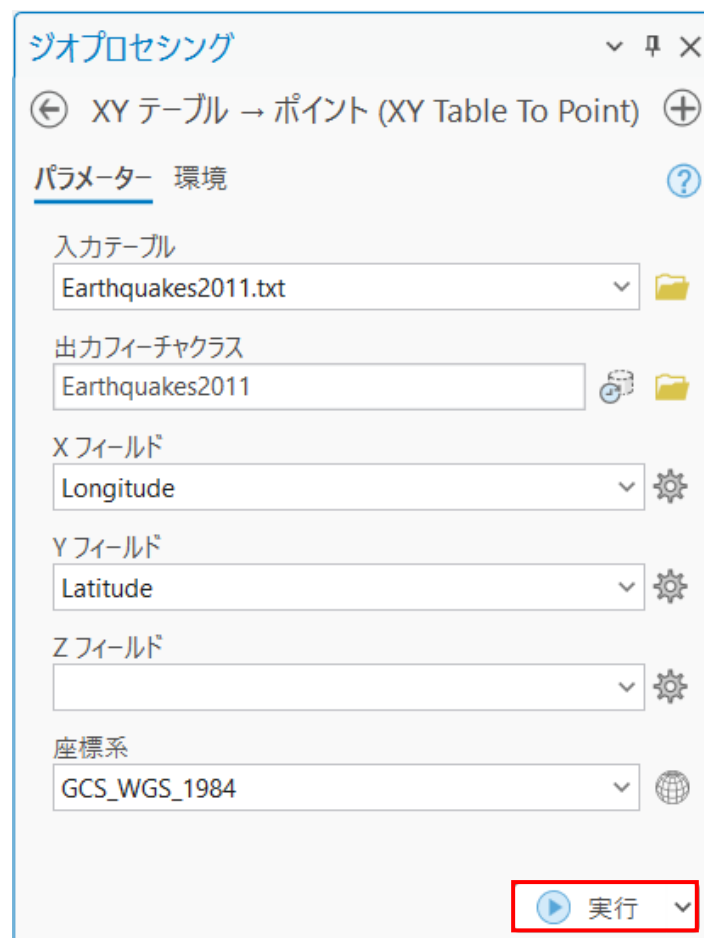 ジオプロセシング
XY テーブル → ポイント (XY Table To Point)
パラメーター 環境
入力テーブル
Earthquakes2011.txt
出力フィーチャクラス
Earthquakes2011
X フィールド
Longitude
Y フィールド
Latitude
Z フィールド
座標系
GCS_WGS_1984
実行